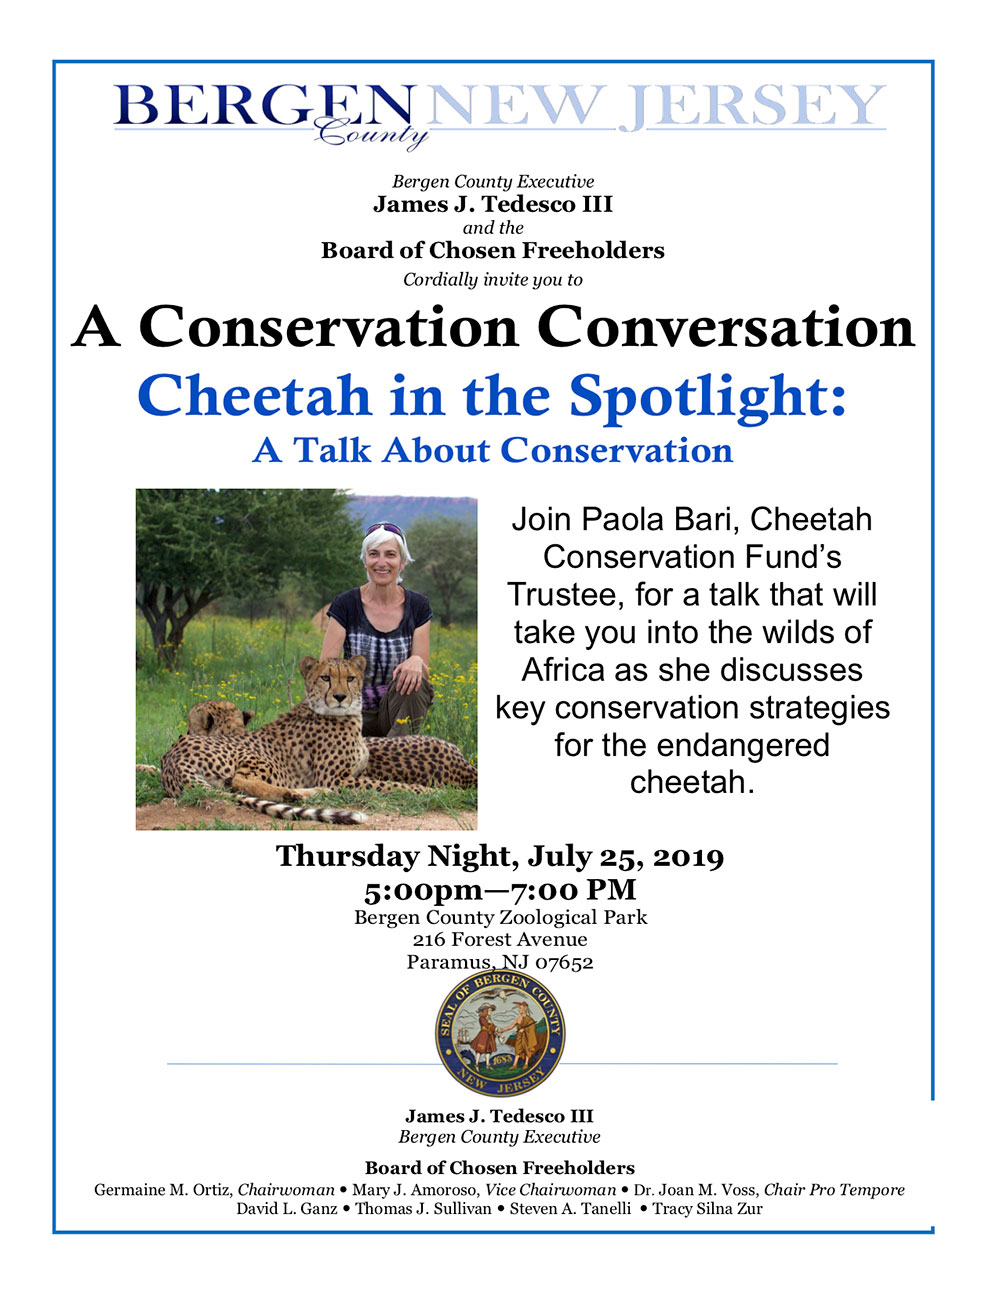 BERGEN NEW JERSEY
County
Bergen County Executive
James J. Tedesco III
and the
Board of Chosen Freeholders
Cordially invite you to
A Conservation Conversation
Cheetah in the Spotlight:
A Talk About Conservation
Join Paola Bari, Cheetah
Conservation Fund’s
Trustee, for a talk that will
take you into the wilds of
Africa as she discusses
key conservation strategies
for the endangered
cheetah.
Thursday Night, July 25, 2019
5:00pm—7:00 PM
Bergen County Zoological Park
216 Forest Avenue
Paramus, NJ 07652
SEAL OF BERGEN COUNTY
1683
NEW JERSEY
James J. Tedesco III
Bergen County Executive
Board of Chosen Freeholders
Germaine M. Ortiz, Chairwoman • Mary J. Amoroso, Vice Chairwoman • Dr. Joan M. Voss, Chair Pro Tempore
David L. Ganz • Thomas J. Sullivan • Steven A. Tanelli • Tracy Silna Zur